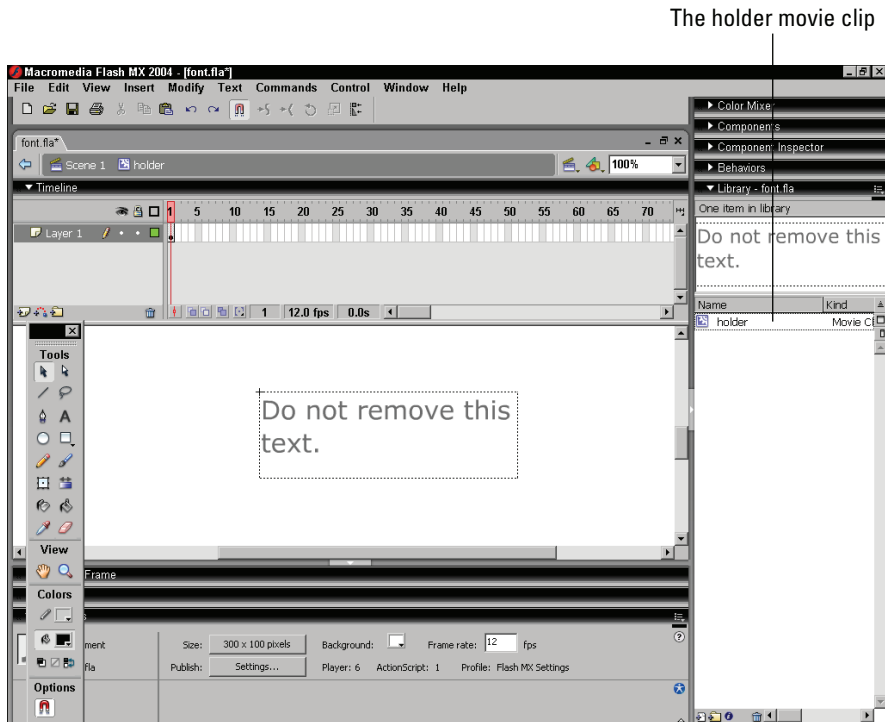 The holder movie clip
Macromedia Flash MX 2004 - [font.fla*]
File Edit View Insert Modify Text Commands Control Window Help
font.fla*
Scene 1 holder
100%
Timeline
1 5 10 15 20 25 30 35 40 45 50 55 60 65 70
Layer 1
1 12.0 fps 0.0s
Tools
A
View
Colors
Options
Do not remove this
text.
Frame
ment
Size: 300 x 100 pixels Background: Frame rate: 12 fps
fla
Publish: Settings... Player: 6 ActionScript: 1 Profile: Flash MX Settings
Color Mixer
Components
Component Inspector
Behaviors
Library - font.fla
One item in library
Do not remove this
text.
Name Kind
holder Movie Cl